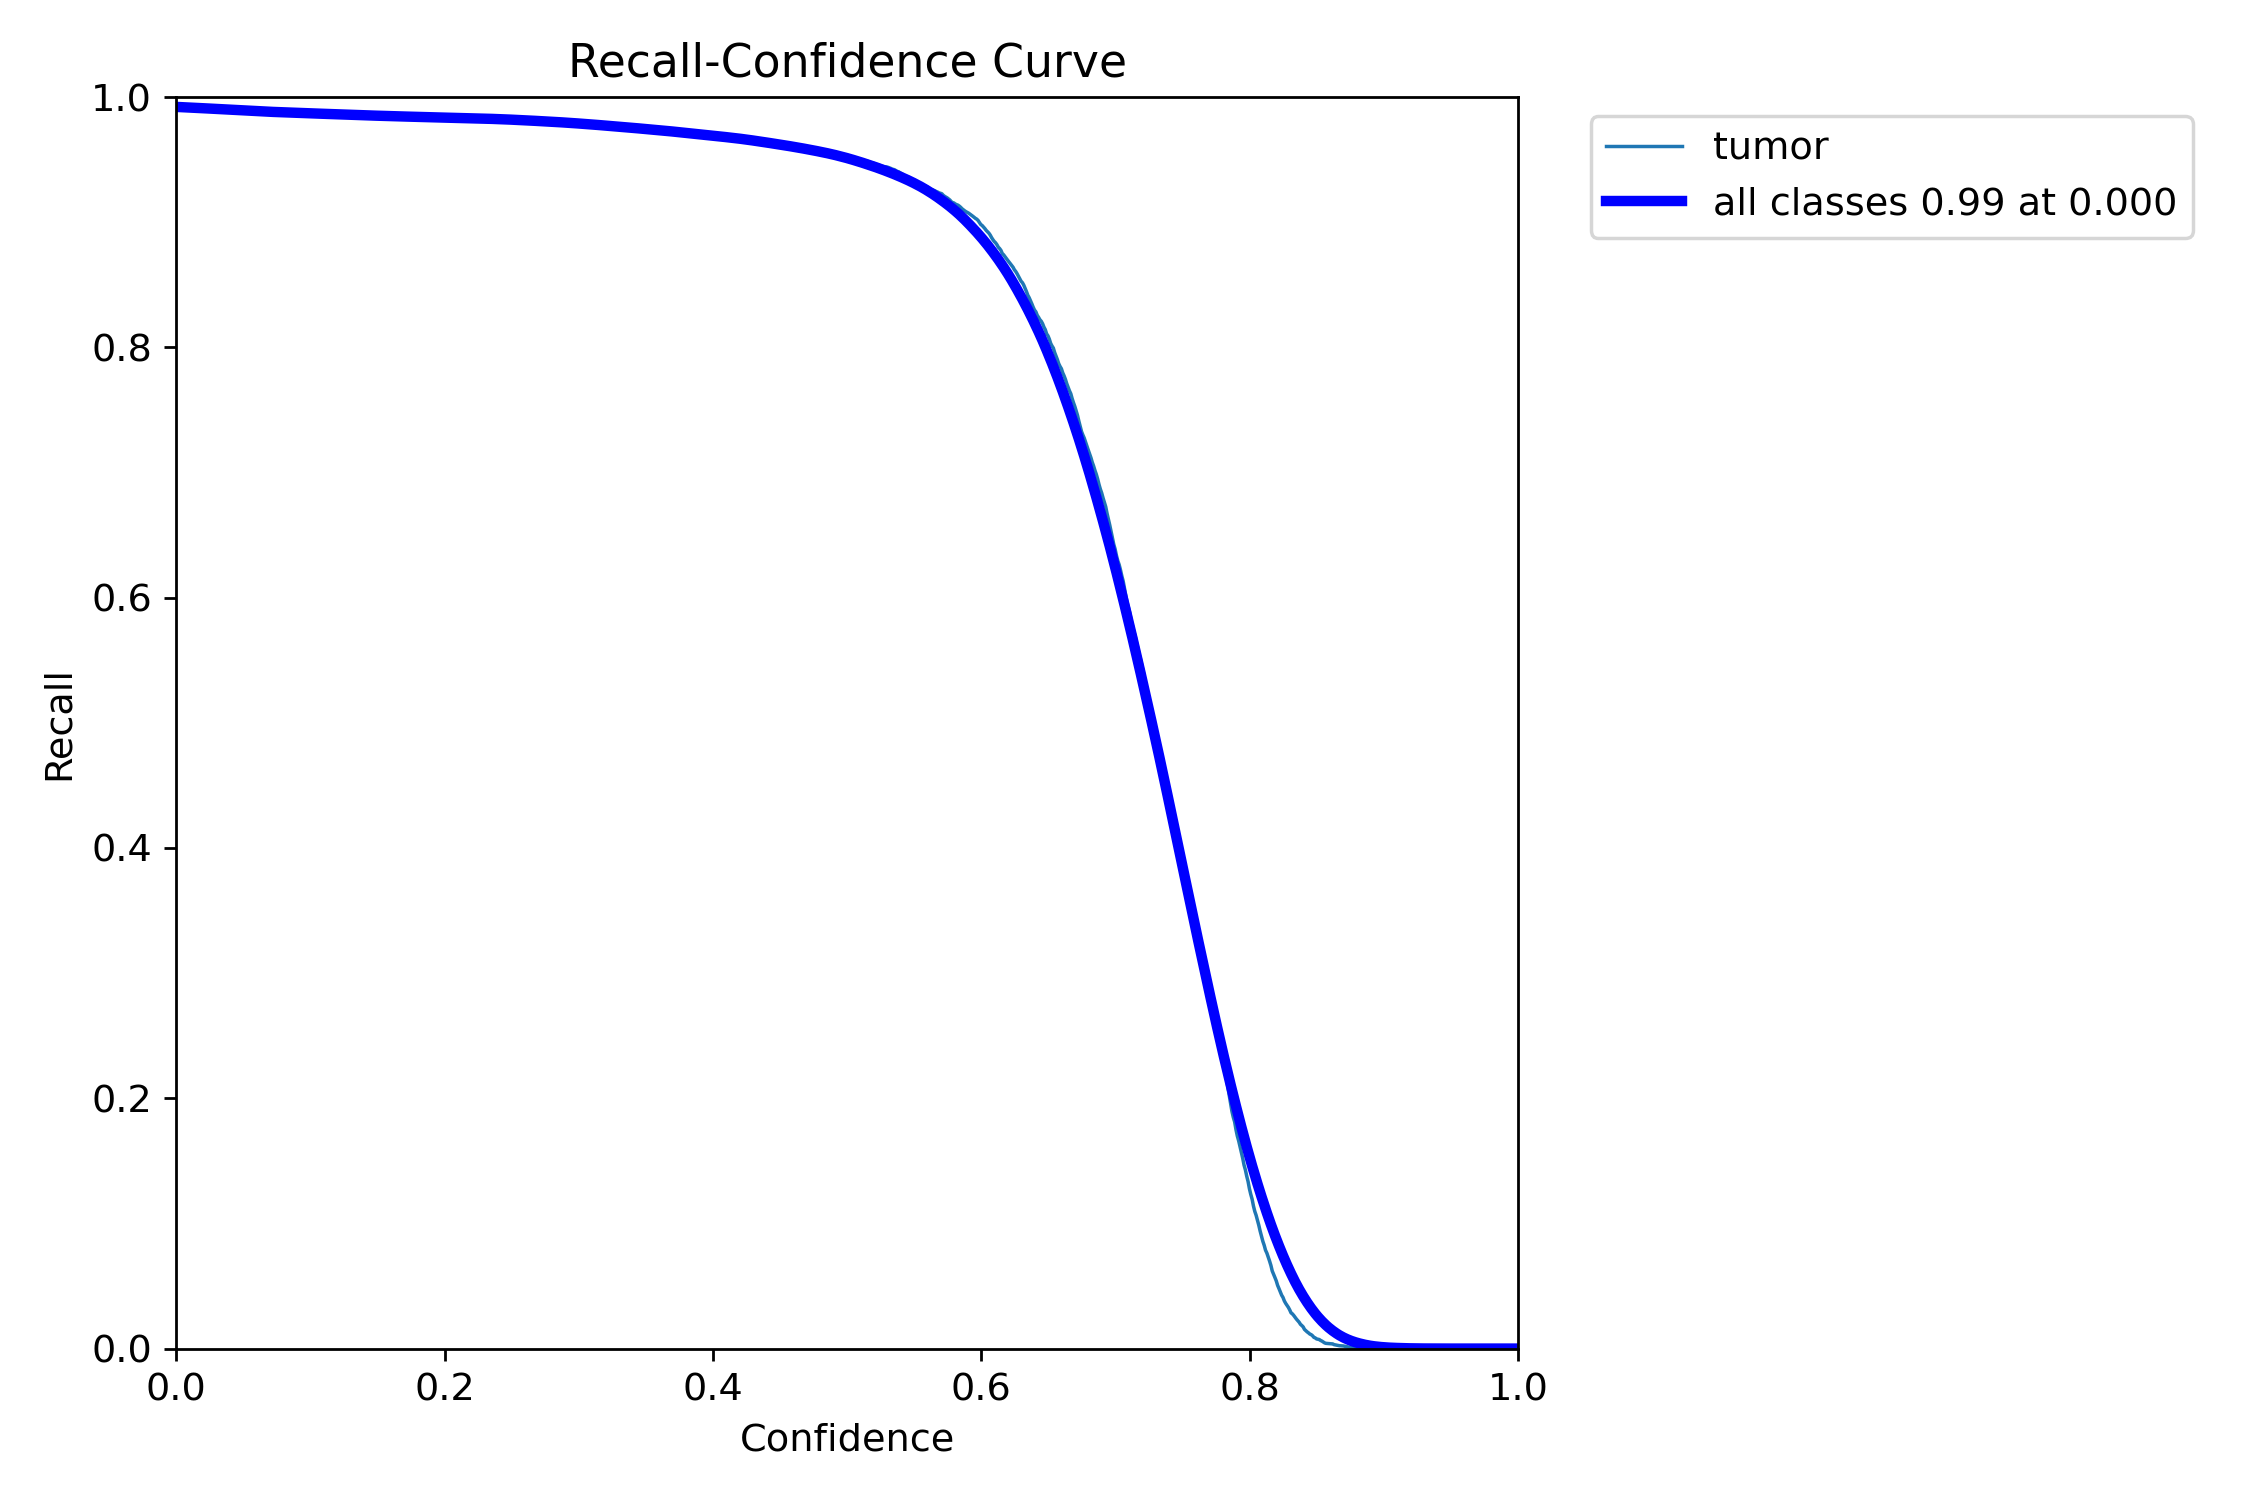 Recall-Confidence Curve
1.0
0.8
0.6
0.4
0.2
0.0
Recall
0.0 0.2 0.4 0.6 0.8 1.0
Confidence
tumor
all classes 0.99 at 0.000